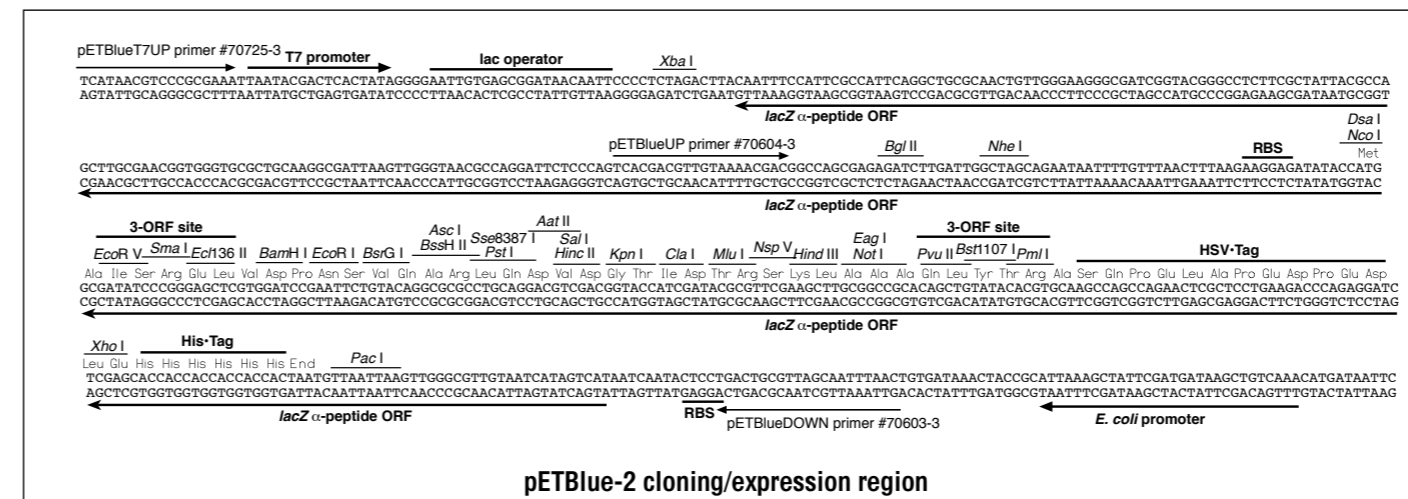 pETBlueT7UP primer #70725-3
T7 promoter
lac operator
Xba I
TCATAACGTCCCGCGAAATTAATACGACTCACTATAGGGGAATTGTGAGCGGATAACAATTCCCCTCTAGACTTACAATTTCCATTCGCCATTCAGGCTGCGCAACTGTTGGGAAGGGCGATCGGTACGGGCCTCTTCGCTATTACGCCA
AGTATTGCAGGGCGCTTTAATTATGCTGAGTGATATCCCCTTAACACTCGCCTATTGTTAAGGGGAGATCTGAATGTTAAAGGTAAGCGGTAAGTCCGACGCGTTGACAACCCTTCCCGCTAGCCATGCCCGGAGAAGCGATAATGCGGT
lacZ α-peptide ORF
pETBlueUP primer #70604-3
Bgl II
Nhe I
RBS
Dsa I
Nco I
Met
GCTTGCGAACGGTGGGTGCGCTGCAAGGCGATTAAGTTGGGTAACGCCAGGATTCTCCCAGTCACGACGTTGTAAAACGACGGCCAGCGAGAGATCTTGATTGGCTAGCAGAATAATTTTGTTTAACTTTAAGAAGGAGATATACCATG
CGAACGCTTGCCACCCACGCGACGTTCCGCTAATTCAACCCATTGCGGTCCTAAGAGGGTCAGTGCTGCAACATTTTGCTGCCGGTCGCTCTCTAGAACTAACCGATCGTCTTATTAAAACAAATTGAAATTCTTCCTCTATATGGTAC
lacZ α-peptide ORF
3-ORF site
EcoR V Sma I Ecl136 II BamH I EcoR I BsrG I Asc I BssH II Sse8387 I Pst I Aat II Sal I Hinc II Kpn I Cla I Mlu I Nsp V Hind III Eag I Not I
3-ORF site
Pvu II Bst1107 I Pml I
HSV•Tag
Ala Ile Ser Arg Glu Leu Val Asp Pro Asn Ser Val Gln Ala Arg Leu Gln Asp Val Asp Gly Thr Ile Asp Thr Arg Ser Lys Leu Ala Ala Ala Gln Leu Tyr Thr Arg Ala Ser Gln Pro Glu Leu Ala Pro Glu Asp Pro Glu Asp
GCGATATCCCGGGAGCTCGTGGATCCGAATTCTGTACAGGCGCGCCTGCAGGACGTCGACGGTACCATCGATACGCGTTCGAAGCTTGCGGCCGCACAGCTGTATACACGTGCAAGCCAGCCAGAACTCGCTCCTGAAGACCCAGAGGATC
CGCTATAGGGCCCTCGAGCACCTAGGCTTAAGACATGTCCGCGCGGACGTCCTGCAGCTGCCATGGTAGCTATGCGCAAGCTTCGAACGCCGGCGTGTCGACATATGTGCACGTTCGGTCGGTCTTGAGCGAGGACTTCTGGGTCTCCTAG
lacZ α-peptide ORF
Xho I
His•Tag
Pac I
Leu Glu His His His His His His End
TCGAGCACCACCACCACCACCACTAATGTTAATTAAGTTGGGCGTTGTAATCATAGTCATAATCAATACTCCTGACTGCGTTAGCAATTTAACTGTGATAAACTACCGCATTAAAGCTATTCGATGATAAGCTGTCAAACATGATAATTC
AGCTCGTGGTGGTGGTGGTGGTGATTACAATTAATTCAACCCGCAACATTAGTATCAGTATTAGTTATGAGGACTGACGCAATCGTTAAATTGACACTATTTGATGGCGTAATTTCGATAAGCTACTATTCGACAGTTTGTACTATTAAG
lacZ α-peptide ORF
RBS
pETBlueDOWN primer #70603-3
E. coli promoter
pETBlue-2 cloning/expression region